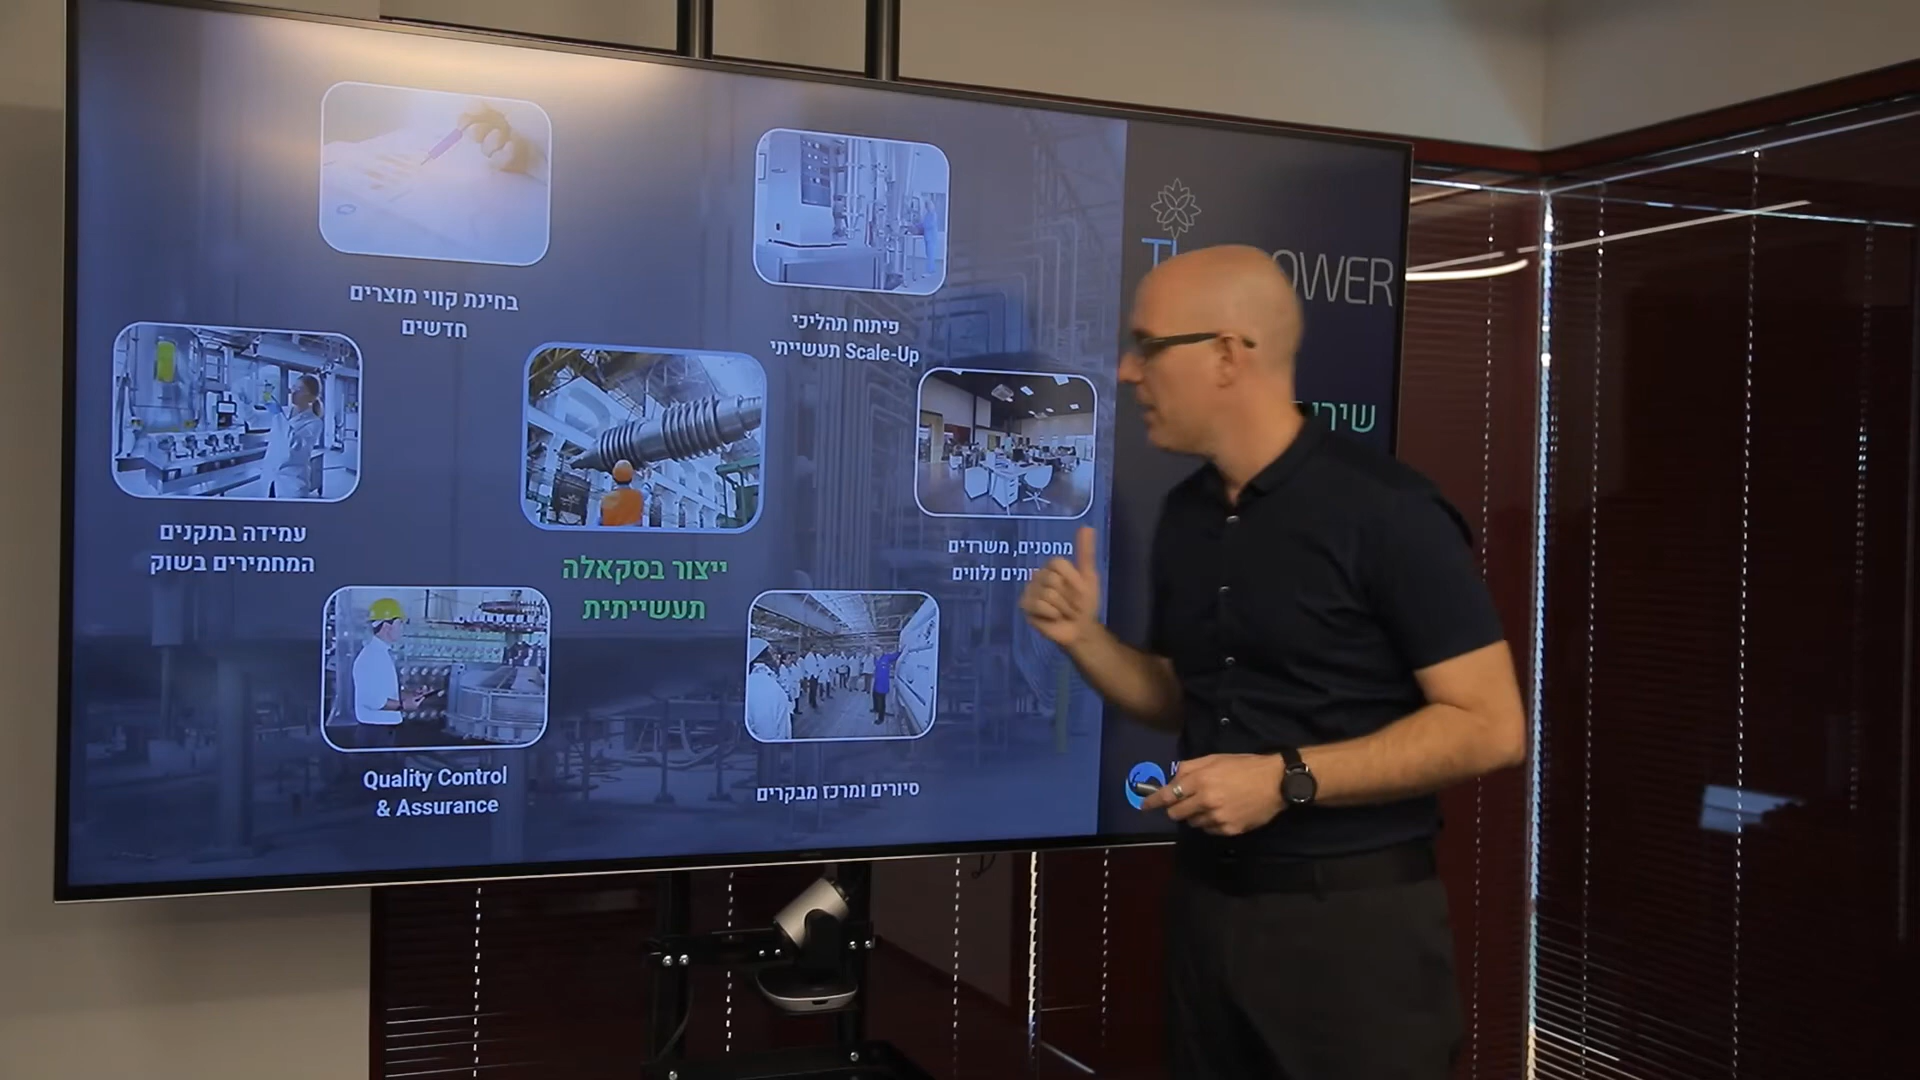 בחינת קווי מוצרים
חדשים
פיתוח תהליכי
Scale-Up תעשייתי
עמידה בתקנים
המחמירים בשוק
ייצור בסקאלה
תעשייתית
מחסנים, משרדים
נלווים
Quality Control
& Assurance
סיורים ומרכז מבקרים